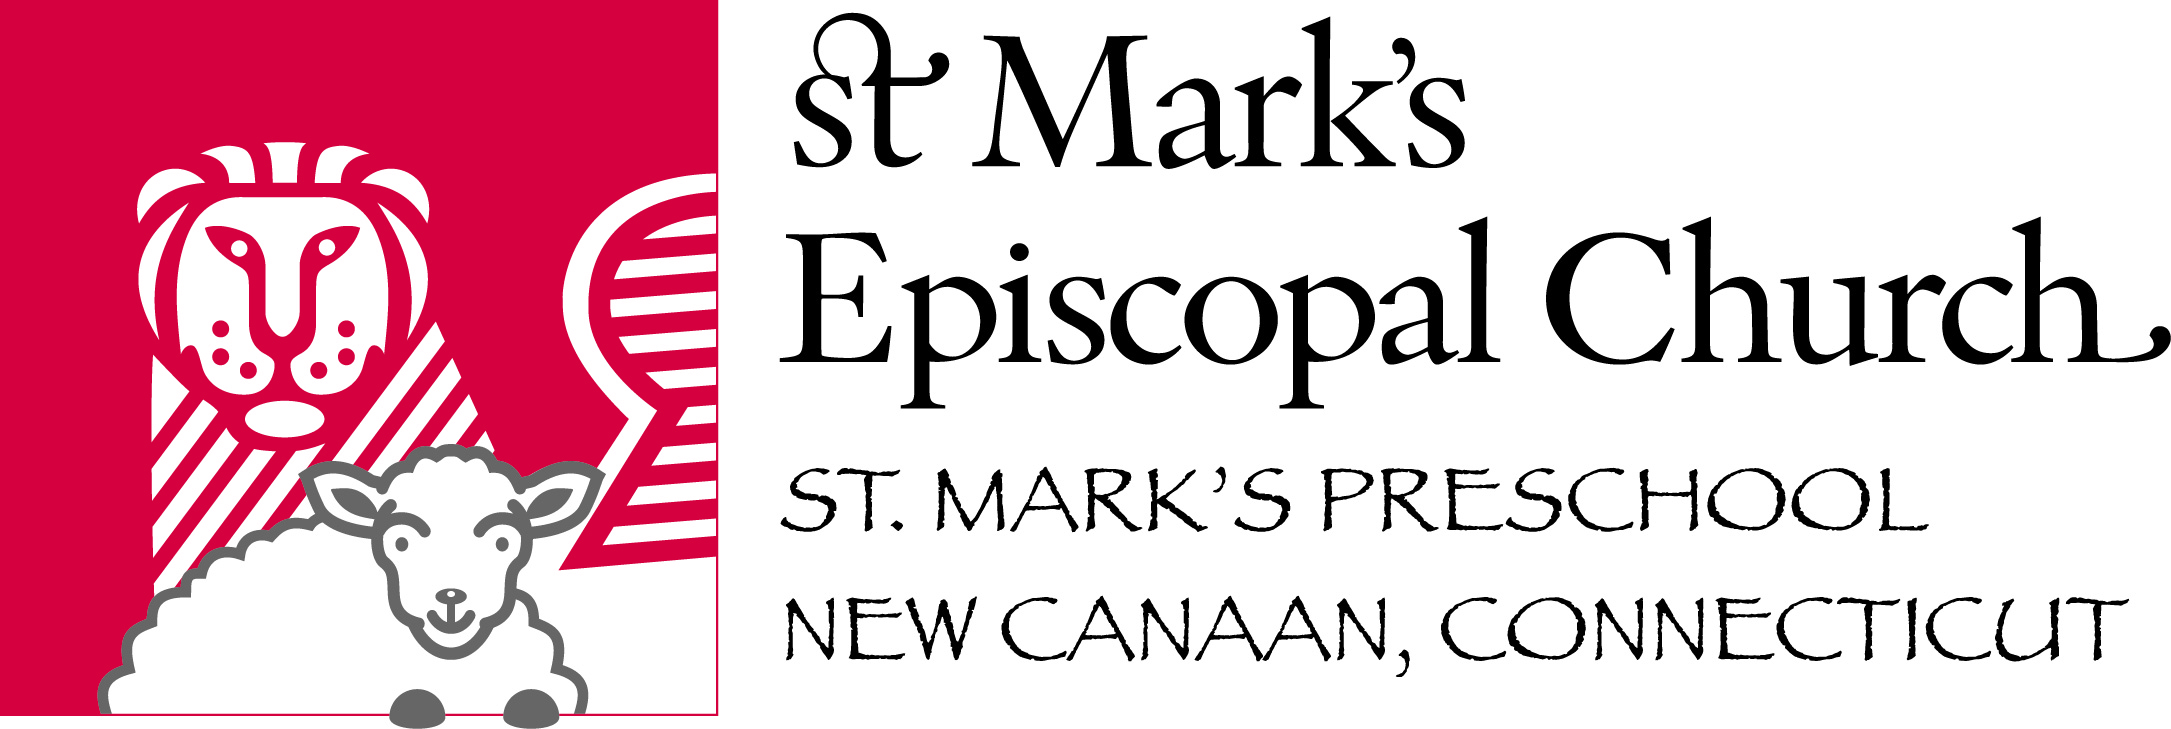 st Mark's
Episcopal Church
ST. MARK'S PRESCHOOL
NEW CANAAN, CONNECTICUT